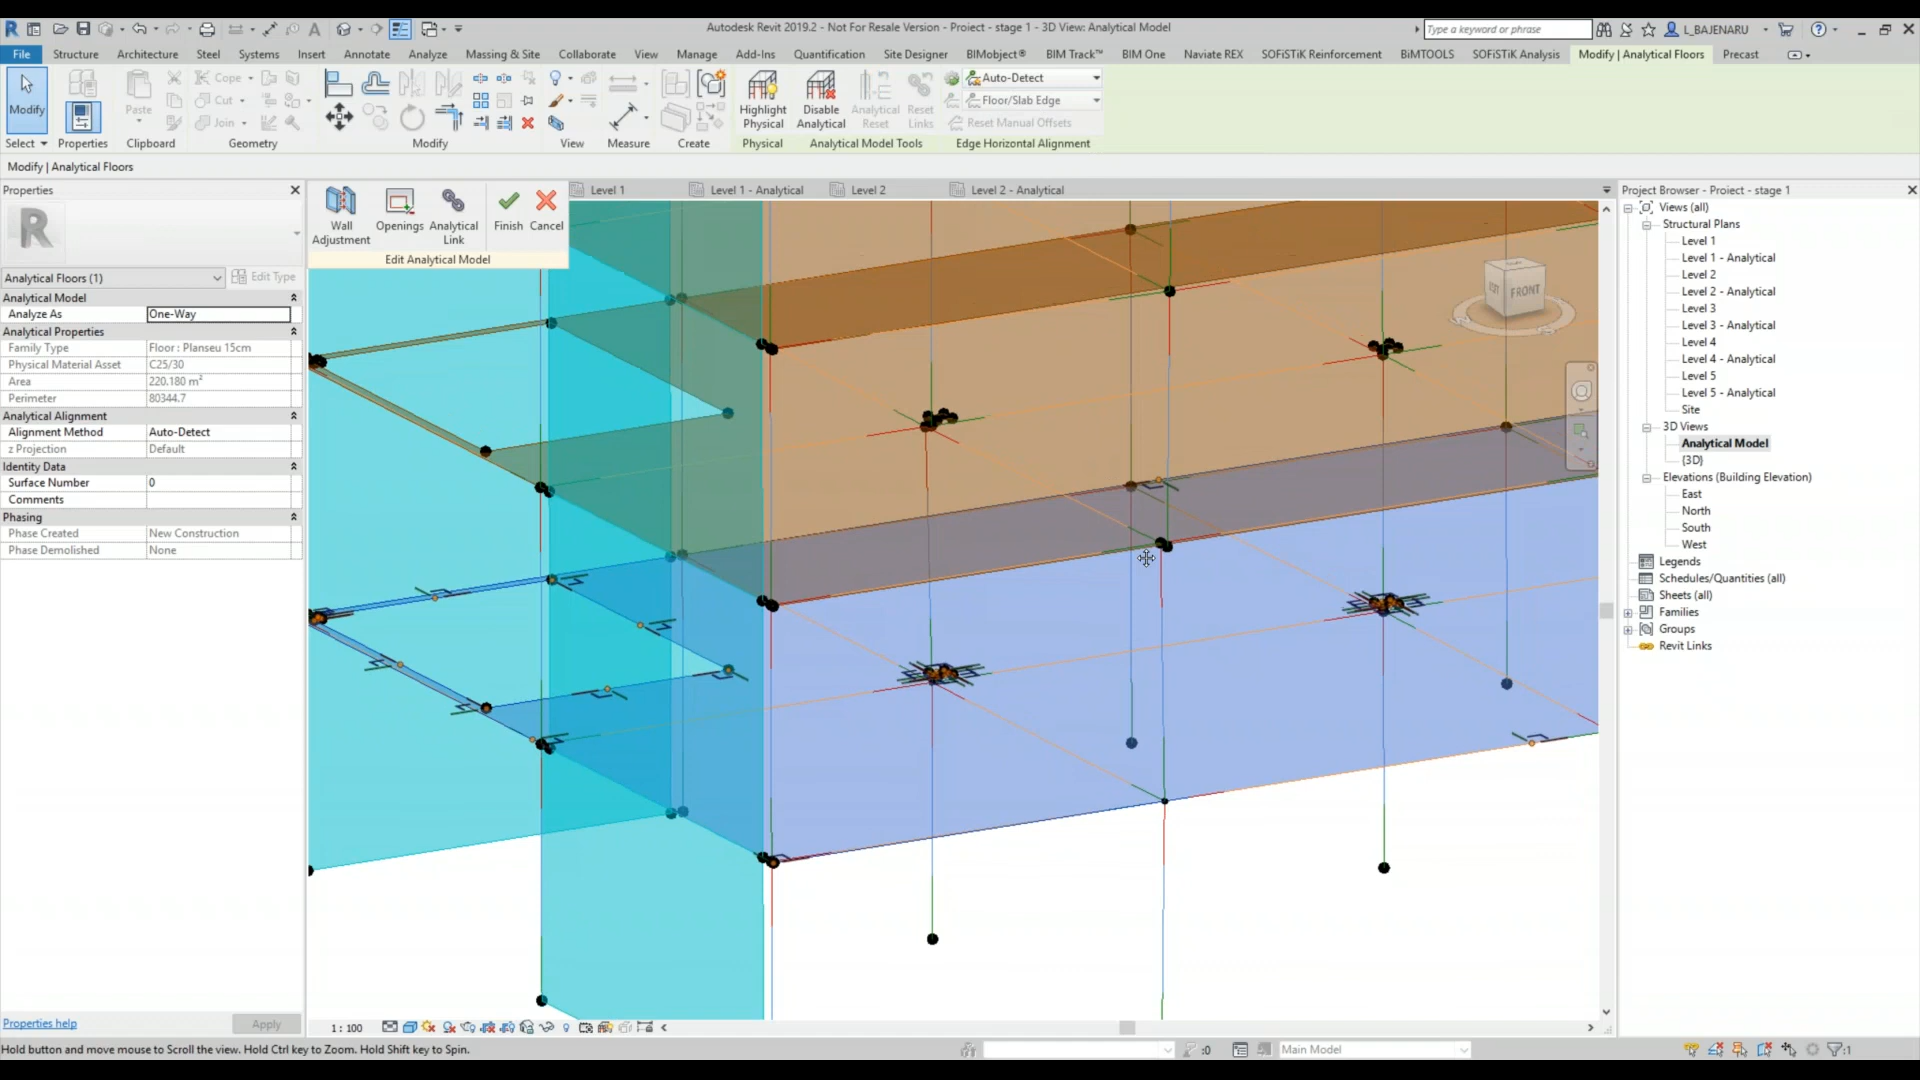 Autodesk Revit 2019.2 - Not For Resale Version - Project - stage 1 - 3D View: Analytical Model
Type a keyword or phrase
L_BAJENARU
File Structure Architecture Steel Systems Insert Annotate Analyze Massing & Site Collaborate View Manage Add-Ins Quantification Site Designer BIMobject® BIM Track™ BIM One Naviate REX SOFiSTiK Reinforcement BiMTOOLS SOFiSTiK Analysis Modify | Analytical Floors Precast
Modify
Paste
Cope
Cut
Join
Highlight Physical
Disable Analytical
Analytical Reset
Reset Links
Auto-Detect
Floor/Slab Edge
Reset Manual Offsets
Select Properties Clipboard Geometry Modify View Measure Create Physical Analytical Model Tools Edge Horizontal Alignment
Modify | Analytical Floors
Properties
R
Analytical Floors (1)
Edit Type
Analytical Model
Analyze As One-Way
Analytical Properties
Family Type Floor : Planseu 15cm
Physical Material Asset C25/30
Area 220.180 m²
Perimeter 80344.7
Analytical Alignment
Alignment Method Auto-Detect
z Projection Default
Identity Data
Surface Number 0
Comments
Phasing
Phase Created New Construction
Phase Demolished None
Properties help
Apply
Wall Adjustment
Openings
Analytical Link
Finish
Cancel
Edit Analytical Model
Level 1
Level 1 - Analytical
Level 2
Level 2 - Analytical
FRONT
1 : 100
Project Browser - Project - stage 1
Views (all)
Structural Plans
Level 1
Level 1 - Analytical
Level 2
Level 2 - Analytical
Level 3
Level 3 - Analytical
Level 4
Level 4 - Analytical
Level 5
Level 5 - Analytical
Site
3D Views
Analytical Model
{3D}
Elevations (Building Elevation)
East
North
South
West
Legends
Schedules/Quantities (all)
Sheets (all)
Families
Groups
Revit Links
Hold button and move mouse to Scroll the view. Hold Ctrl key to Zoom. Hold Shift key to Spin.
:0
Main Model
:1